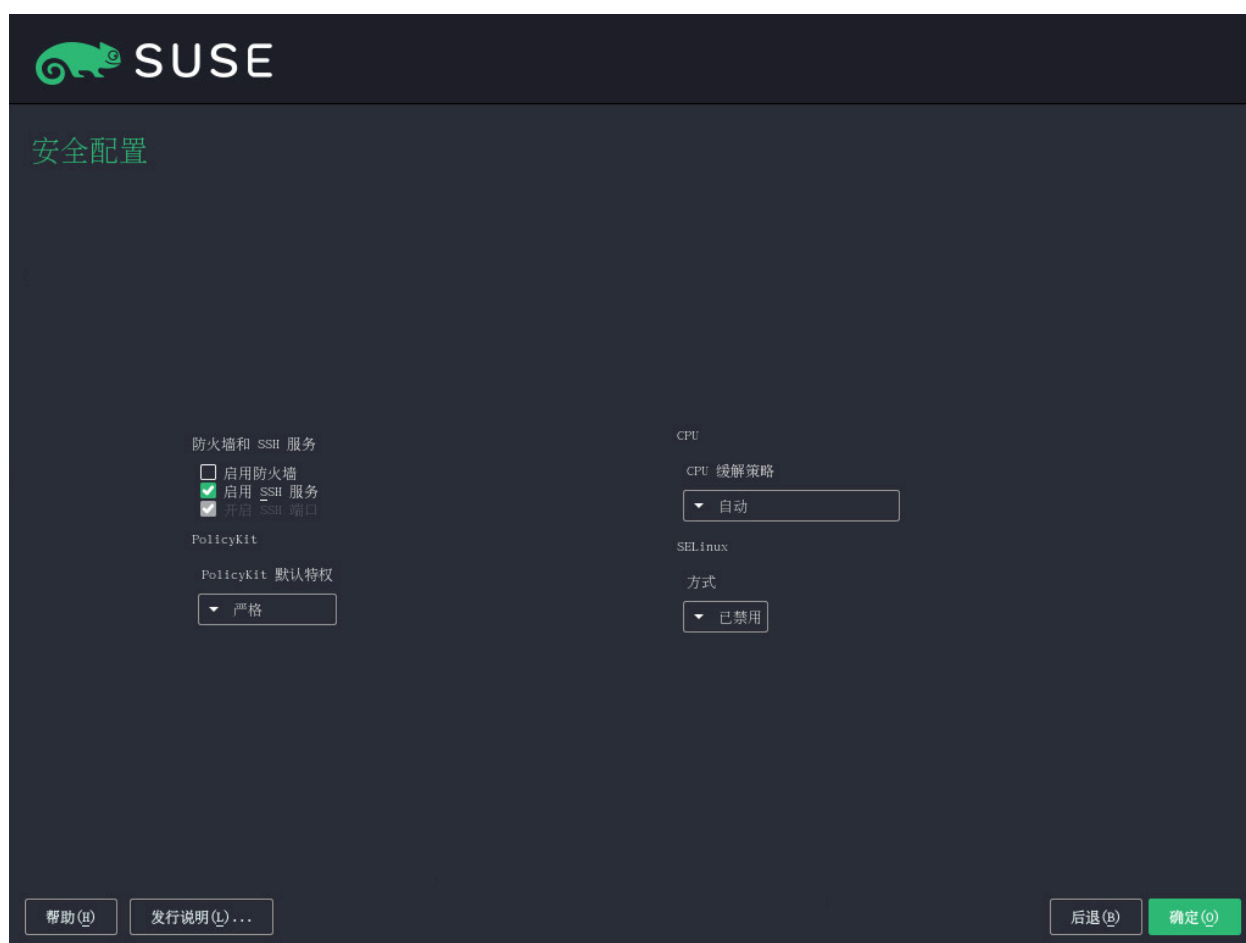 SUSE
安全配置
防火墙和 SSH 服务
启用防火墙
启用 SSH 服务
开启 SSH 端口
PolicyKit
PolicyKit 默认特权
严格
CPU
CPU 缓解策略
自动
SELinux
方式
已禁用
帮助(H)
发行说明(L)...
后退(B)
确定(O)